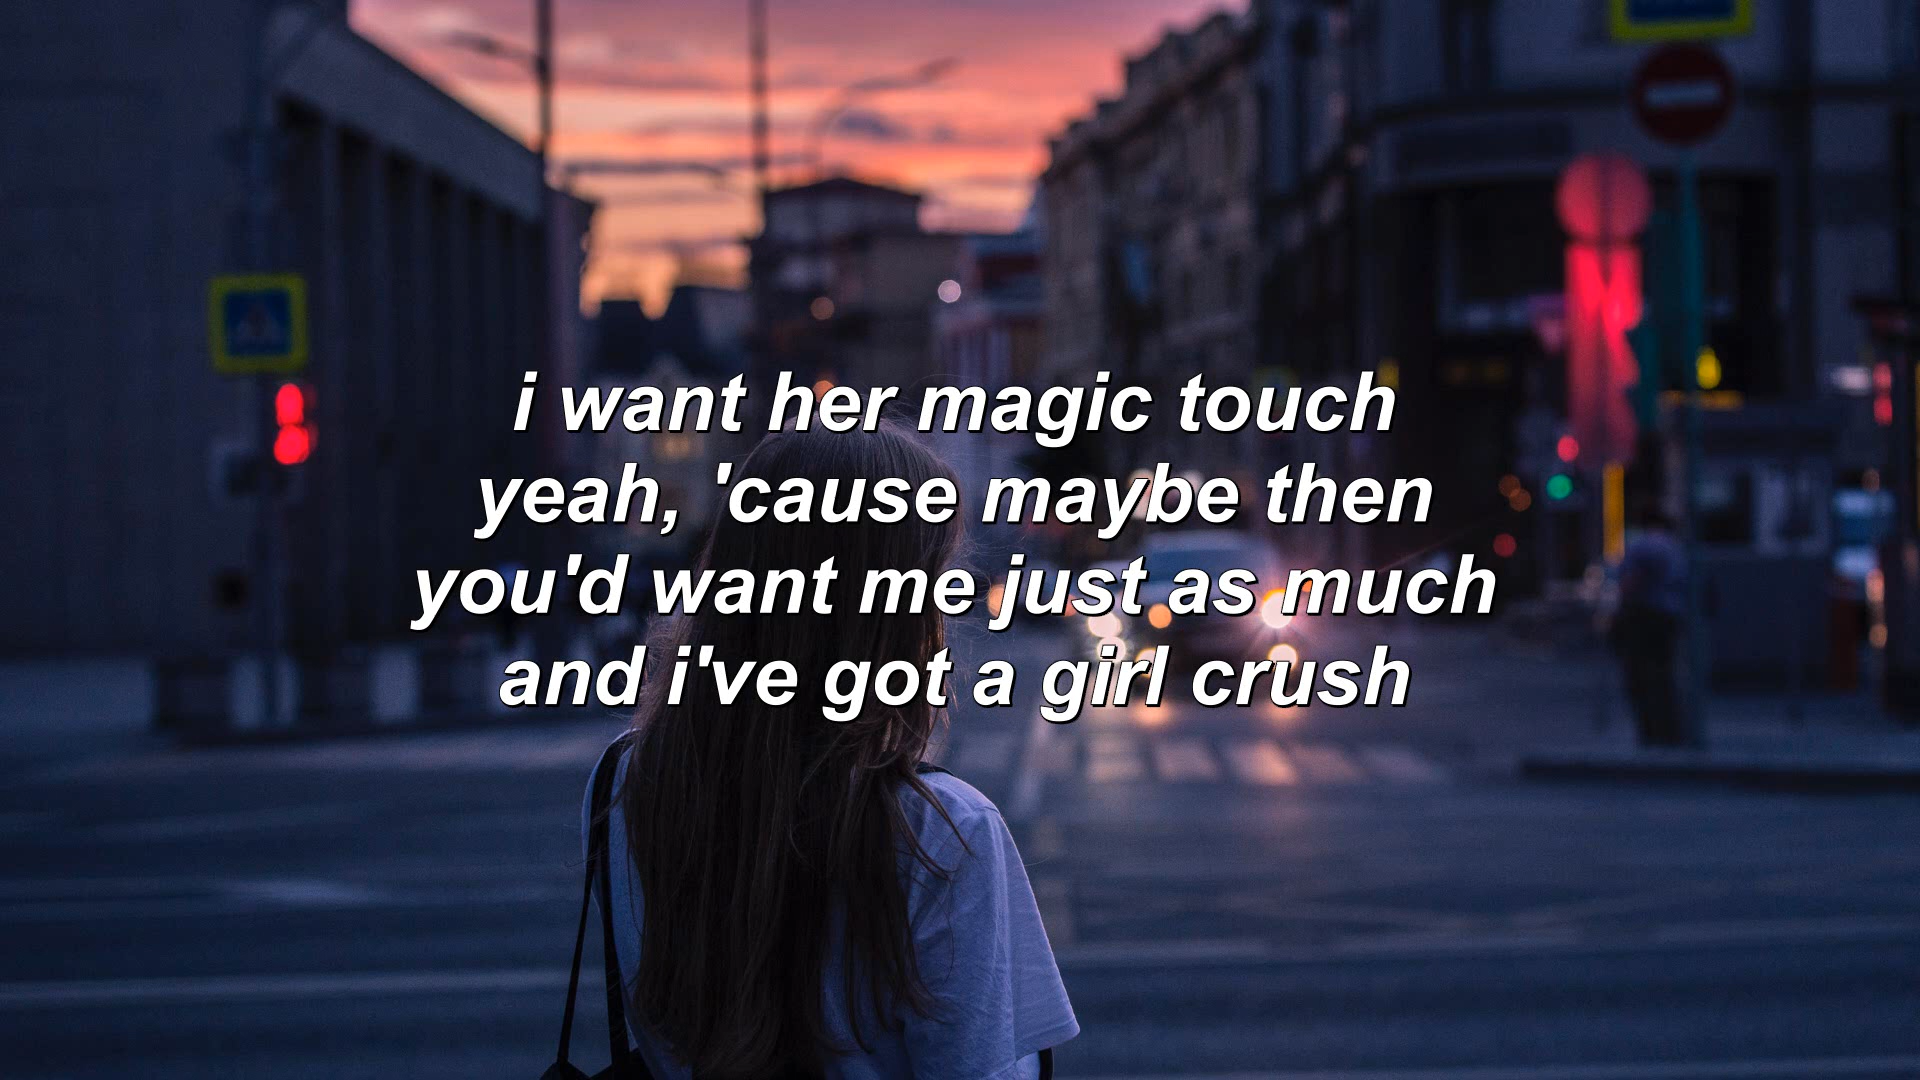 i want her magic touch
yeah, 'cause maybe then
you'd want me just as much
and i've got a girl crush